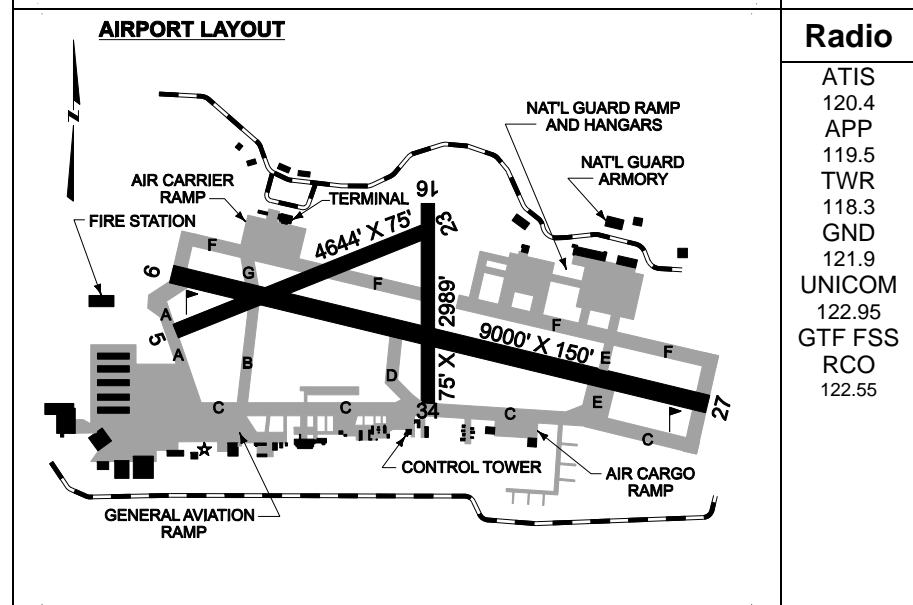 AIRPORT LAYOUT
N
NAT'L GUARD RAMP
AND HANGARS
NAT'L GUARD
ARMORY
AIR CARRIER
RAMP
TERMINAL
FIRE STATION
16
23
4644' X 75'
F
G
F
9
A
5
A
B
75' X 2989'
9000' X 150'
F
F
E
D
E
C
C
34
C
C
27
CONTROL TOWER
AIR CARGO
RAMP
GENERAL AVIATION
RAMP
Radio
ATIS
120.4
APP
119.5
TWR
118.3
GND
121.9
UNICOM
122.95
GTF FSS
RCO
122.55